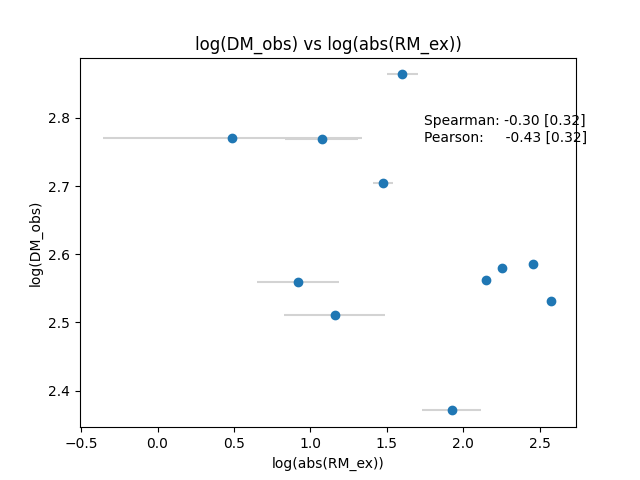 log(DM_obs) vs log(abs(RM_ex))
Spearman: -0.30 [0.32]
Pearson: -0.43 [0.32]
log(DM_obs)
2.8
2.7
2.6
2.5
2.4
−0.5 0.0 0.5 1.0 1.5 2.0 2.5
log(abs(RM_ex))